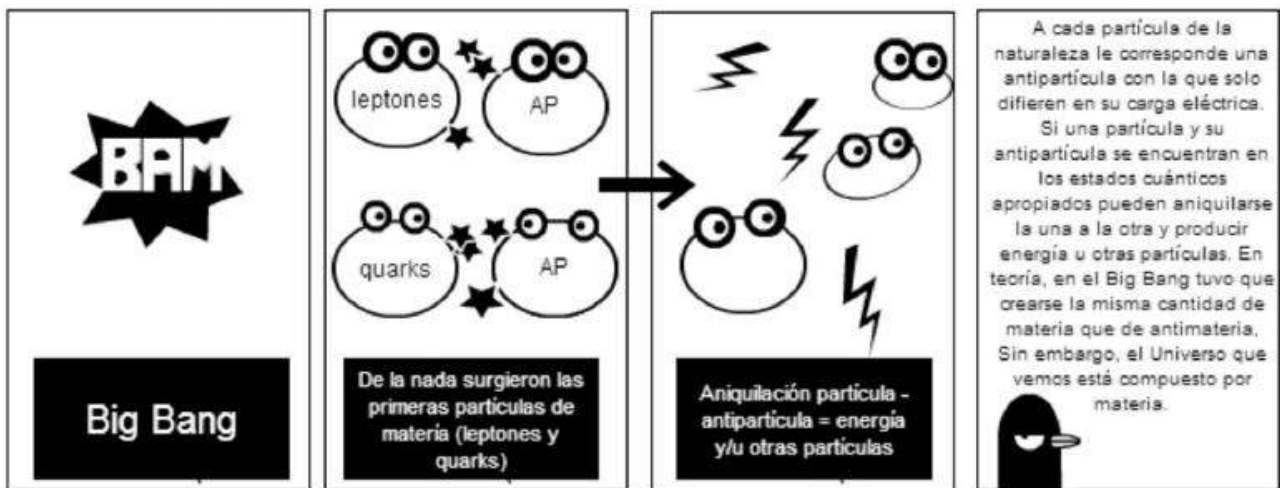 BAM
Big Bang
leptones
AP
quarks
AP
De la nada surgieron las
primeras partículas de
matería (leptones y
quarks)
Aniquilación partícula -
antipartícula = energía
y/u otras partículas
A cada partícula de la
naturaleza le corresponde una
antipartícula con la que solo
difieren en su carga eléctrica.
Si una partícula y su
antipartícula se encuentran en
los estados cuánticos
apropiados pueden aniquilarse
la una a la otra y producir
energía u otras partículas. En
teoría, en el Big Bang tuvo que
crearse la misma cantidad de
materia que de antimateria,
Sin embargo, el Universo que
vemos está compuesto por
materia.